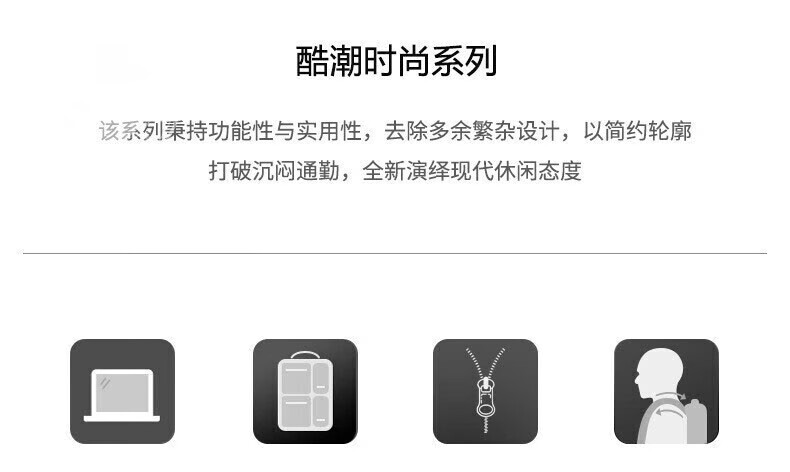 酷潮时尚系列
该系列秉持功能性与实用性，去除多余繁杂设计，以简约轮廓
打破沉闷通勤，全新演绎现代休闲态度